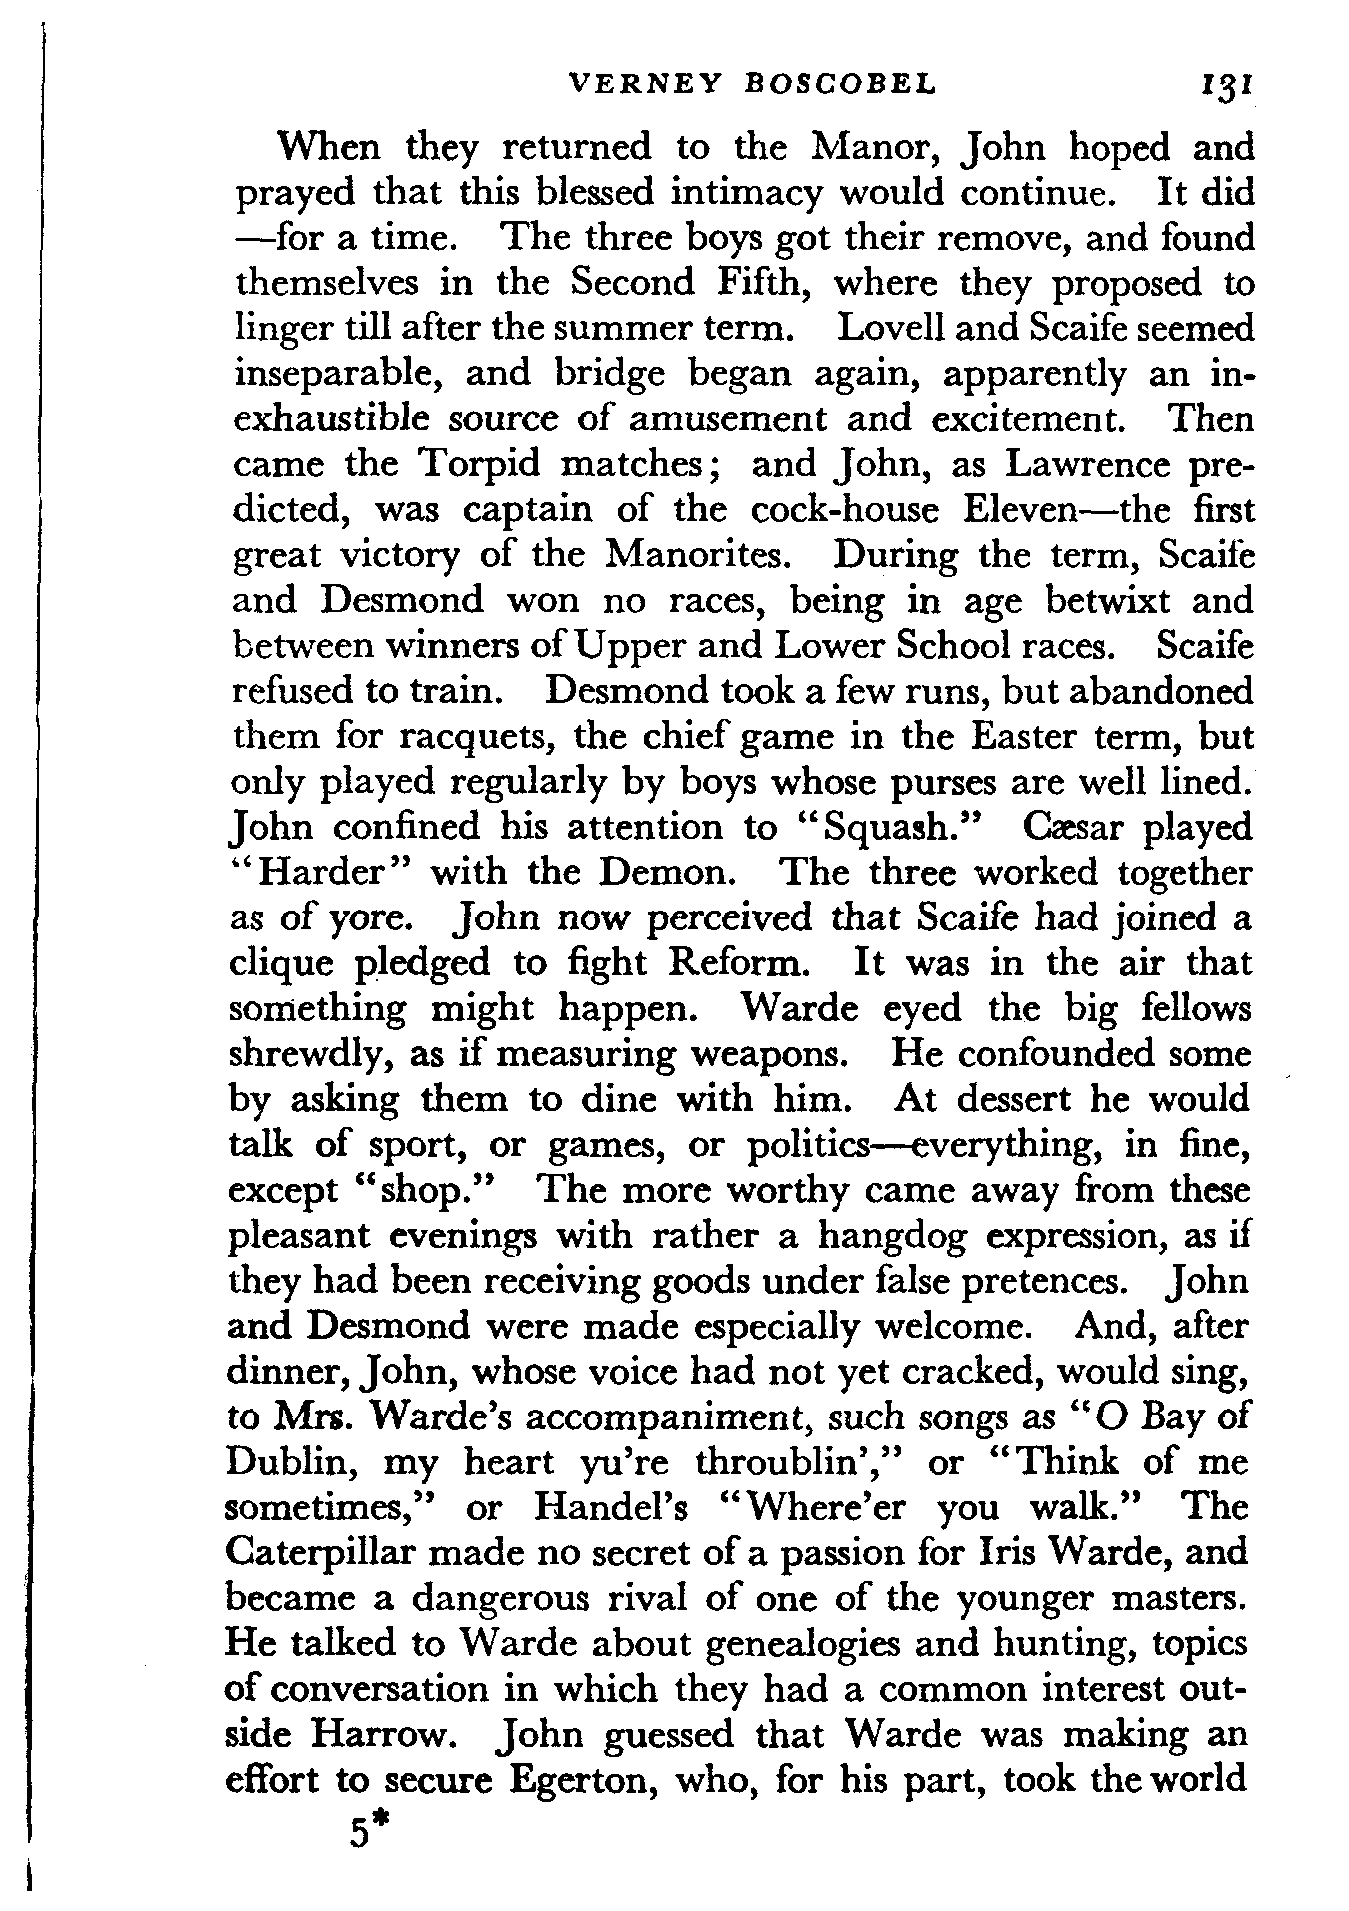 VERNEY BOSCOBEL 131
When they returned to the Manor, John hoped and
prayed that this blessed intimacy would continue. It did
—for a time. The three boys got their remove, and found
themselves in the Second Fifth, where they proposed to
linger till after the summer term. Lovell and Scaife seemed
inseparable, and bridge began again, apparently an in-
exhaustible source of amusement and excitement. Then
came the Torpid matches; and John, as Lawrence pre-
dicted, was captain of the cock-house Eleven—the first
great victory of the Manorites. During the term, Scaife
and Desmond won no races, being in age betwixt and
between winners of Upper and Lower School races. Scaife
refused to train. Desmond took a few runs, but abandoned
them for racquets, the chief game in the Easter term, but
only played regularly by boys whose purses are well lined.
John confined his attention to “Squash.” Cæsar played
“Harder” with the Demon. The three worked together
as of yore. John now perceived that Scaife had joined a
clique pledged to fight Reform. It was in the air that
something might happen. Warde eyed the big fellows
shrewdly, as if measuring weapons. He confounded some
by asking them to dine with him. At dessert he would
talk of sport, or games, or politics—everything, in fine,
except “shop.” The more worthy came away from these
pleasant evenings with rather a hangdog expression, as if
they had been receiving goods under false pretences. John
and Desmond were made especially welcome. And, after
dinner, John, whose voice had not yet cracked, would sing,
to Mrs. Warde’s accompaniment, such songs as “O Bay of
Dublin, my heart yu’re throublin’,” or “Think of me
sometimes,” or Handel’s “Where’er you walk.” The
Caterpillar made no secret of a passion for Iris Warde, and
became a dangerous rival of one of the younger masters.
He talked to Warde about genealogies and hunting, topics
of conversation in which they had a common interest out-
side Harrow. John guessed that Warde was making an
effort to secure Egerton, who, for his part, took the world
5*